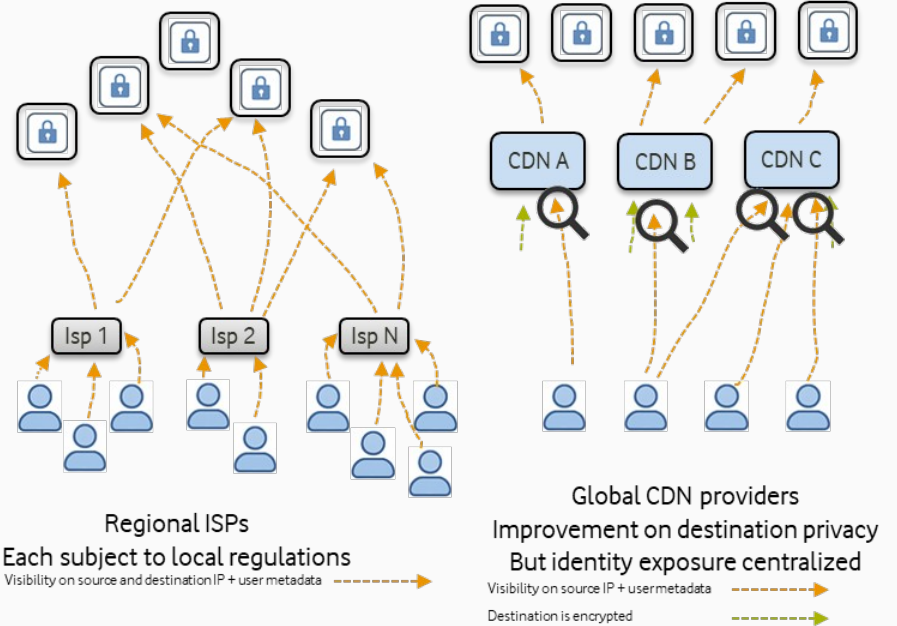 CDN A
CDN B
CDN C
Isp 1
Isp 2
Isp N
Regional ISPs
Each subject to local regulations
Visibility on source and destination IP + user metadata
Global CDN providers
Improvement on destination privacy
But identity exposure centralized
Visibility on source IP + user metadata
Destination is encrypted